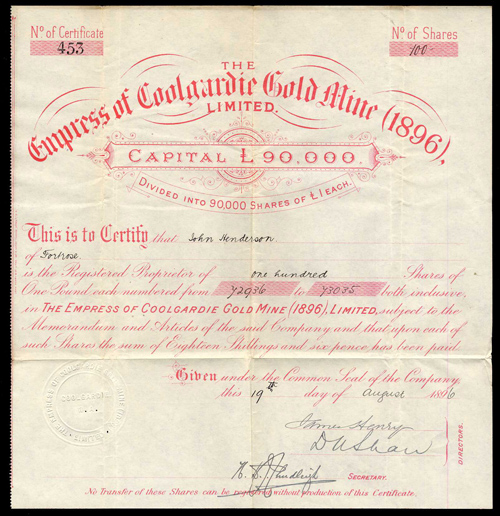 Nº of Certificate
453
Nº of Shares
100
THE
Empress of Coolgardie Gold Mine (1896),
LIMITED.
CAPITAL £90,000.
DIVIDED INTO 90,000 SHARES OF £1 EACH.
This is to Certify that John Henderson
of Fortrose
is the Registered Proprietor of one hundred Shares of
One Pound each numbered from 72936 to 73035 both inclusive,
in THE EMPRESS OF COOLGARDIE GOLD MINE (1896), LIMITED, subject to the
Memorandum and Articles of the said Company and that upon each of
such Shares the sum of Eighteen Shillings and six pence has been paid
Given under the Common Seal of the Company,
this 19th day of August 1896
James Henry
D A Shaw
DIRECTORS.
SECRETARY.
No Transfer of these Shares can be registered without production of this Certificate.